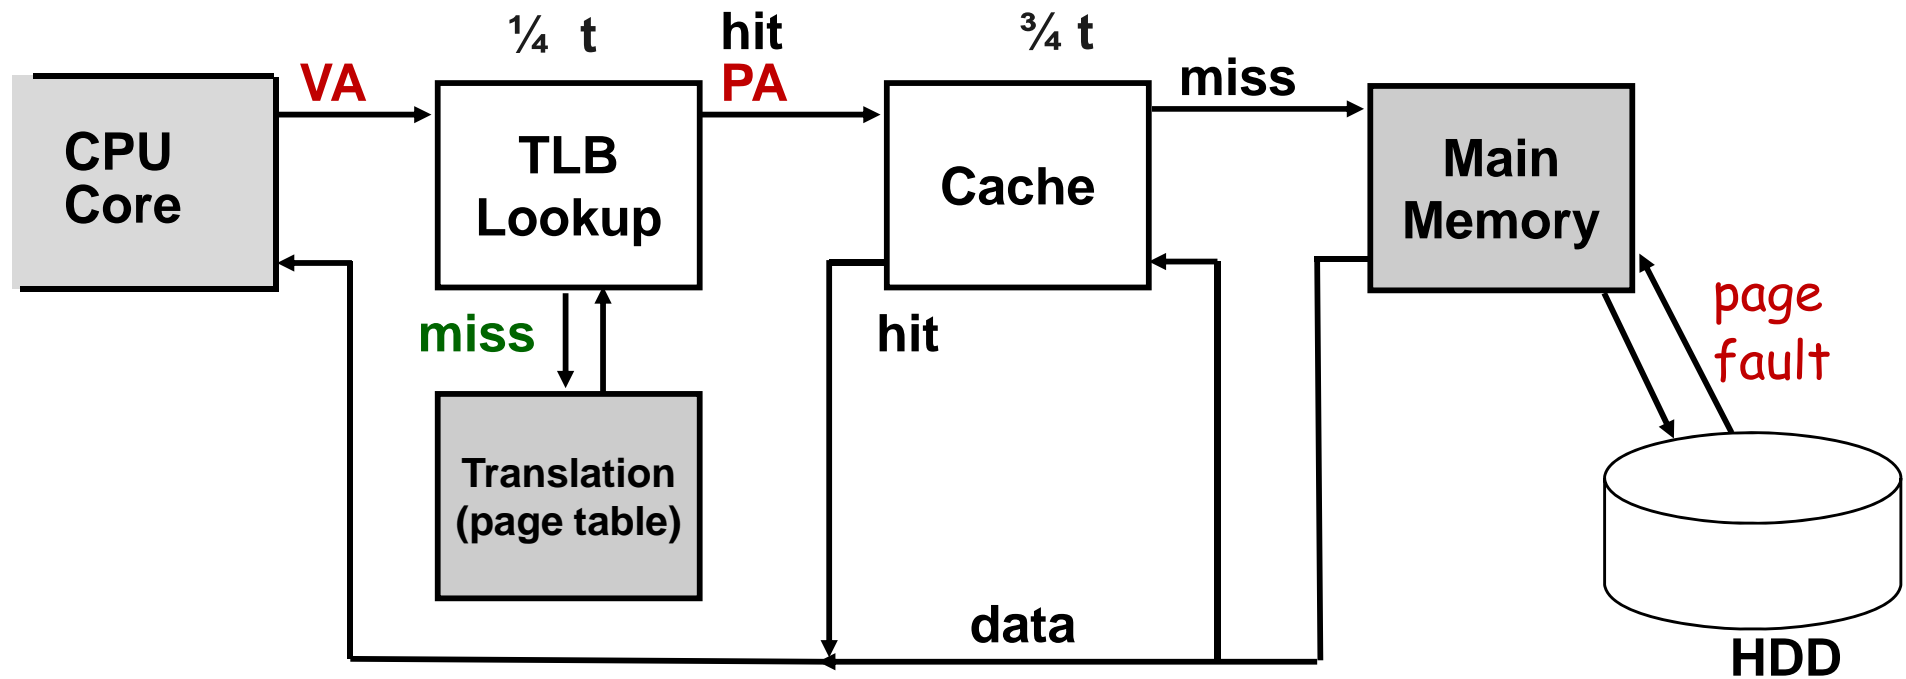 ¼ t
hit
¾ t
VA
PA
miss
CPU
Core
TLB
Lookup
Cache
Main
Memory
miss
hit
page
fault
Translation
(page table)
data
HDD